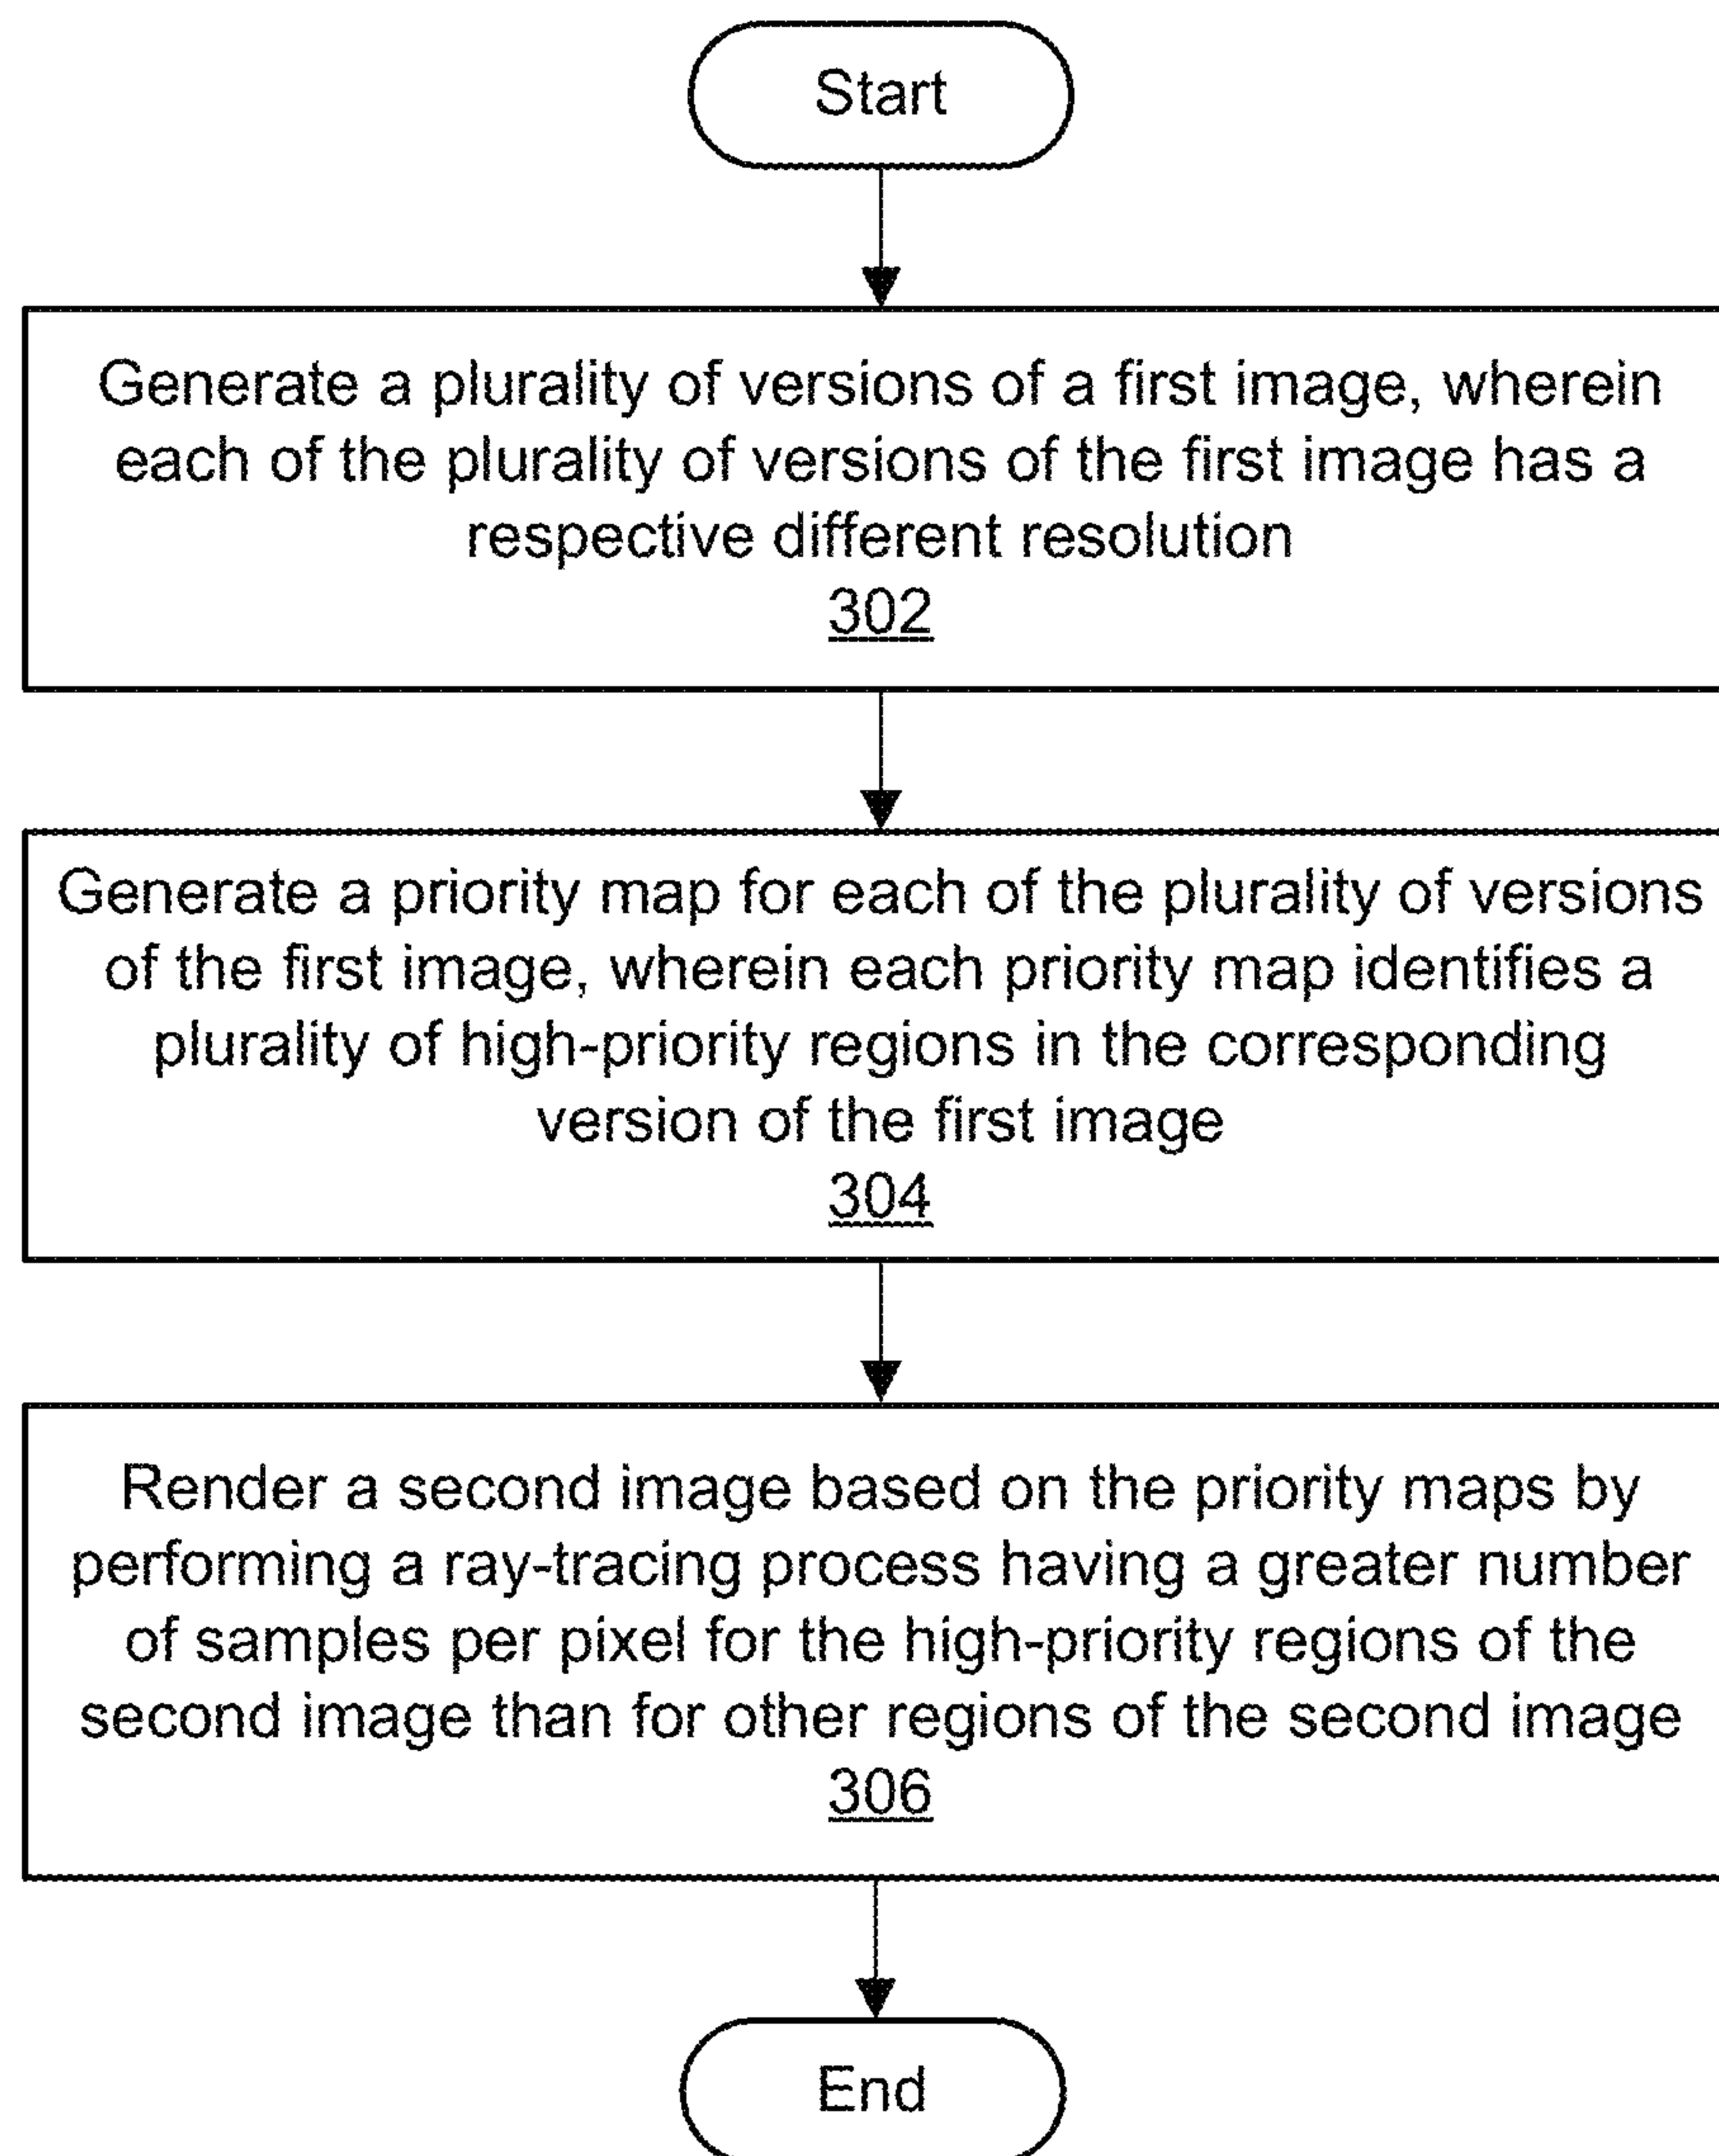 Start
Generate a plurality of versions of a first image, wherein
each of the plurality of versions of the first image has a
respective different resolution
302
Generate a priority map for each of the plurality of versions
of the first image, wherein each priority map identifies a
plurality of high-priority regions in the corresponding
version of the first image
304
Render a second image based on the priority maps by
performing a ray-tracing process having a greater number
of samples per pixel for the high-priority regions of the
second image than for other regions of the second image
306
End